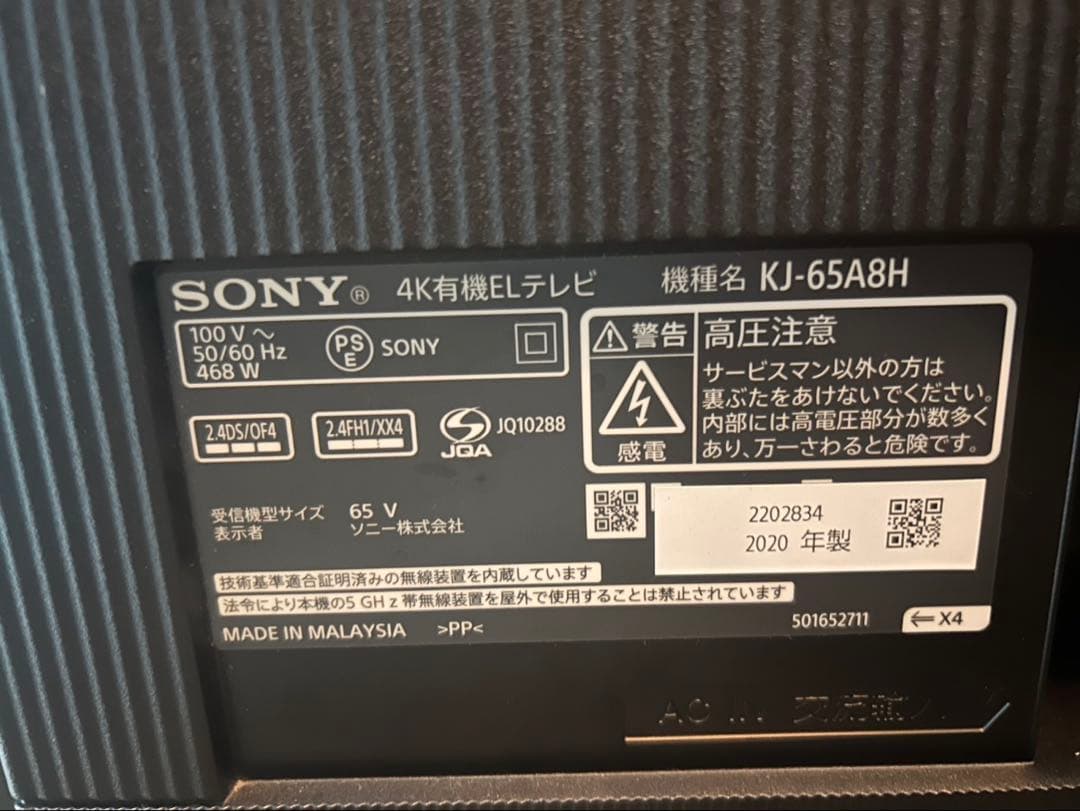 SONY® 4K有機ELテレビ 機種名 KJ-65A8H
100 V～
50/60 Hz
468 W
PSE SONY
警告 高圧注意
サービスマン以外の方は
裏ぶたをあけないでください。
内部には高電圧部分が数多く
あり、万一さわると危険です。
感電
2.4DS/OF4
2.4FH1/XX4
JQA JQ10288
受信機型サイズ 65 V
表示者 ソニー株式会社
2202834
2020 年製
技術基準適合証明済みの無線装置を内蔵しています
法令により本機の5 GHz帯無線装置を屋外で使用することは禁止されています
MADE IN MALAYSIA >PP<
501652711
⇐X4
AC IN 交流